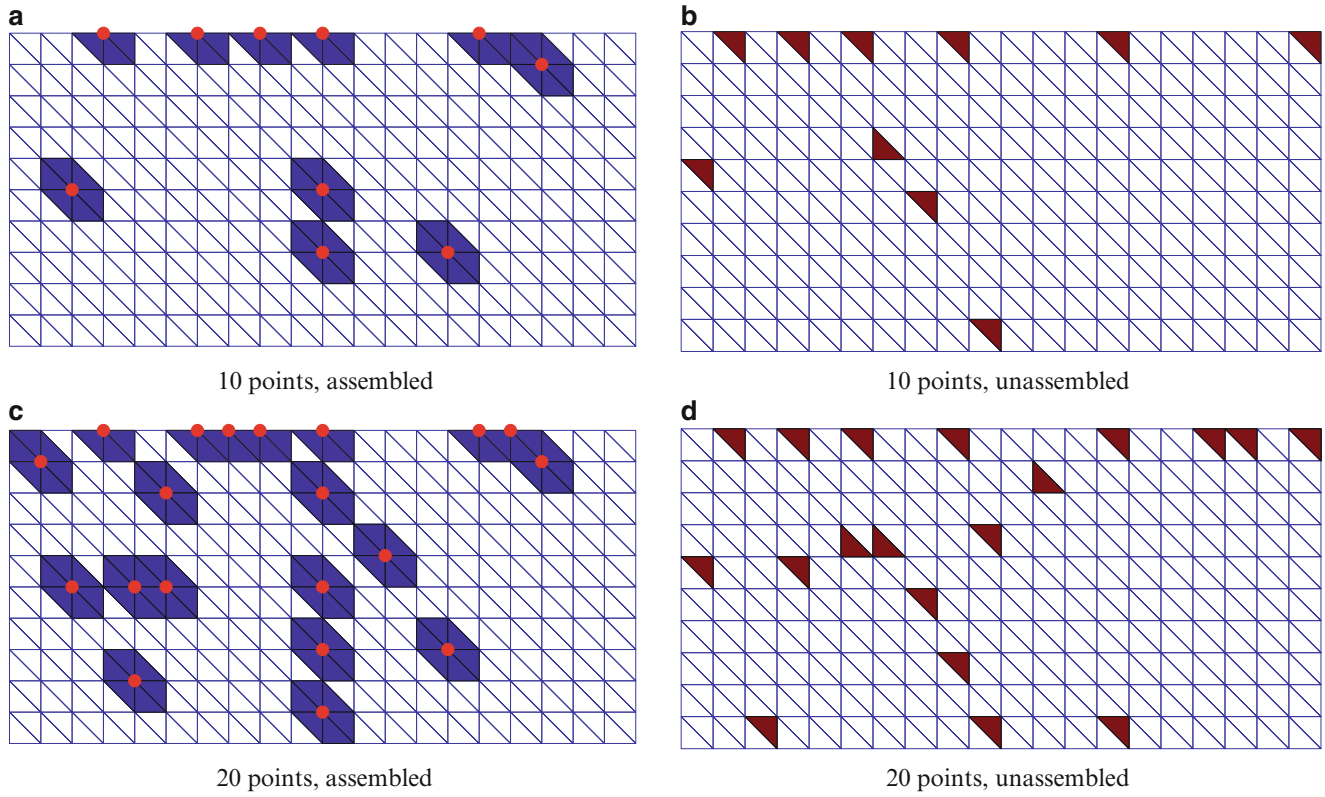 a
b
10 points, assembled
10 points, unassembled
c
d
20 points, assembled
20 points, unassembled